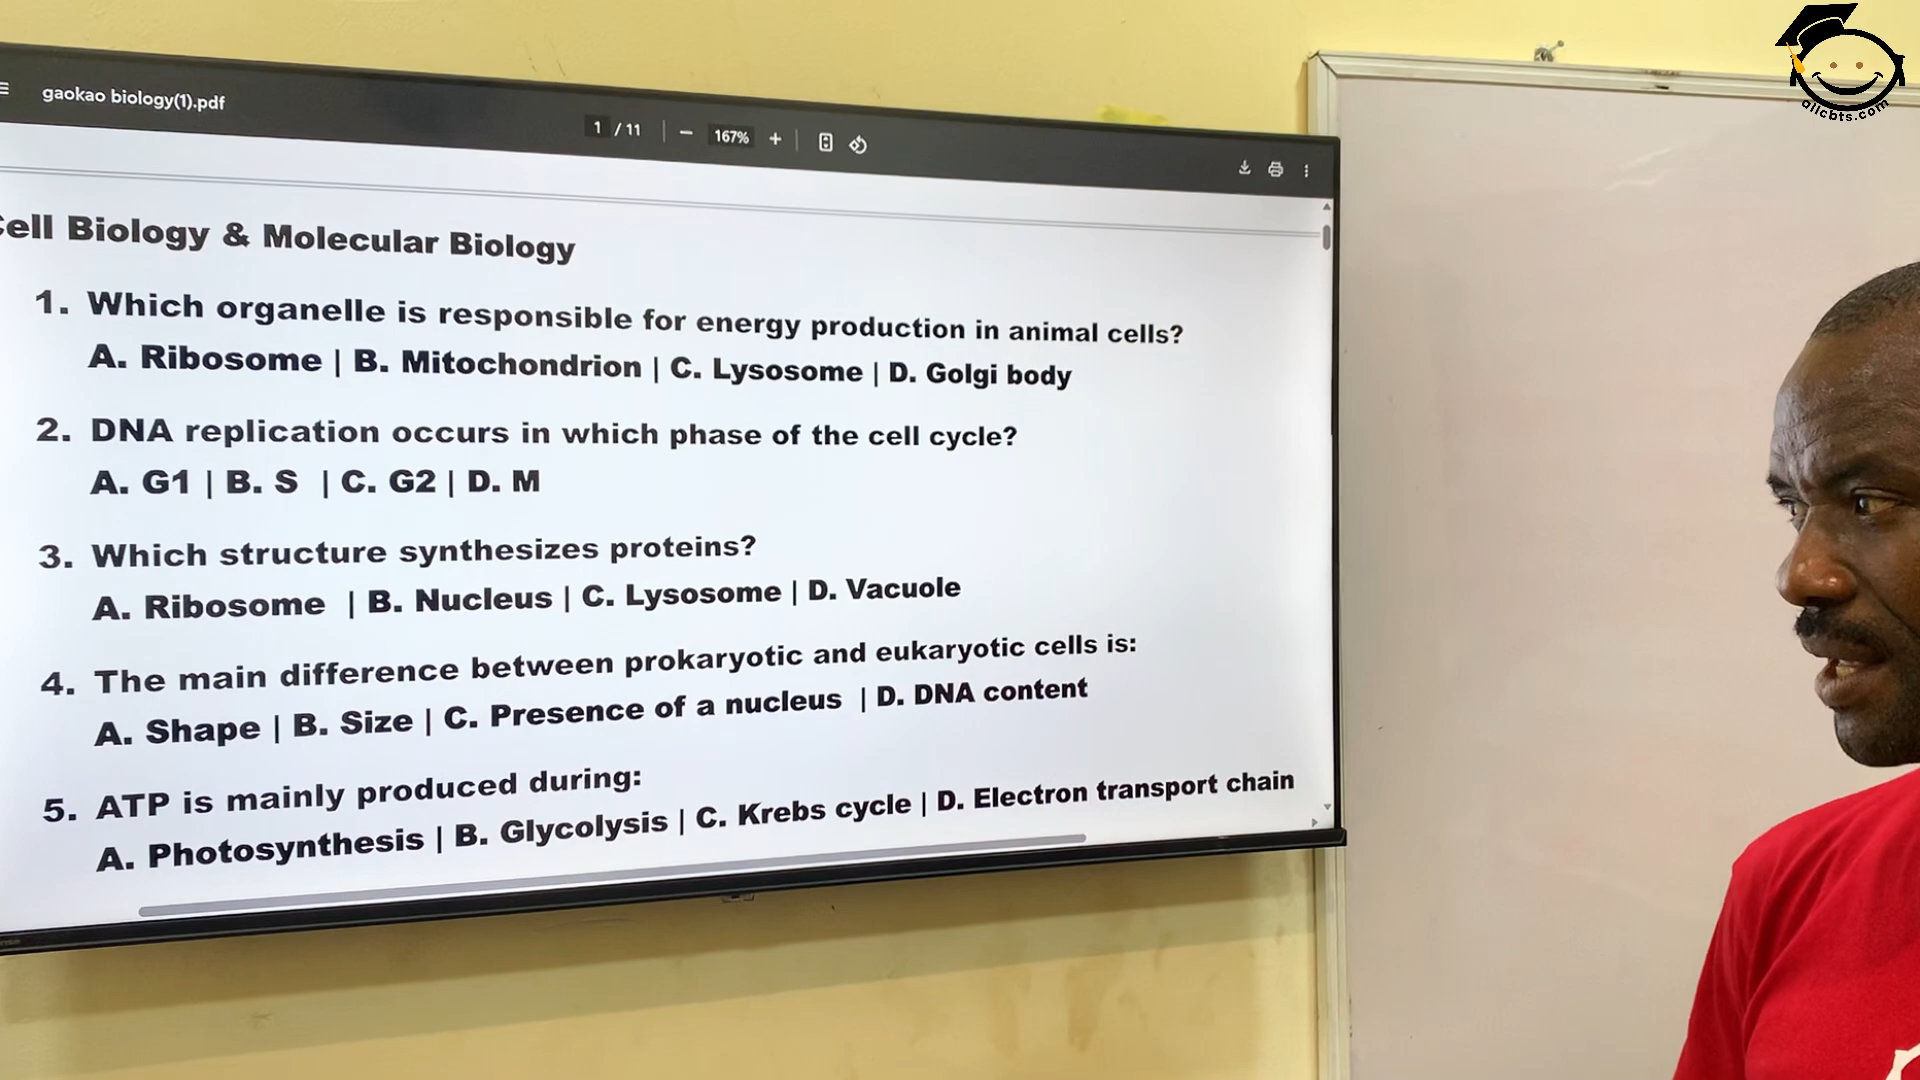 gaokao biology(1).pdf
1 / 11
167%
allcbts.com
Cell Biology & Molecular Biology
1. Which organelle is responsible for energy production in animal cells?
A. Ribosome | B. Mitochondrion | C. Lysosome | D. Golgi body
2. DNA replication occurs in which phase of the cell cycle?
A. G1 | B. S | C. G2 | D. M
3. Which structure synthesizes proteins?
A. Ribosome | B. Nucleus | C. Lysosome | D. Vacuole
4. The main difference between prokaryotic and eukaryotic cells is:
A. Shape | B. Size | C. Presence of a nucleus | D. DNA content
5. ATP is mainly produced during:
A. Photosynthesis | B. Glycolysis | C. Krebs cycle | D. Electron transport chain